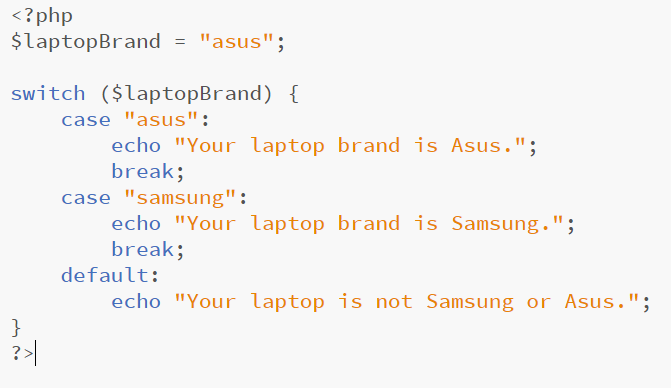 <?php
$laptopBrand = "asus";
switch ($laptopBrand) {
    case "asus":
        echo "Your laptop brand is Asus.";
        break;
    case "samsung":
        echo "Your laptop brand is Samsung.";
        break;
    default:
        echo "Your laptop is not Samsung or Asus.";
}
?>